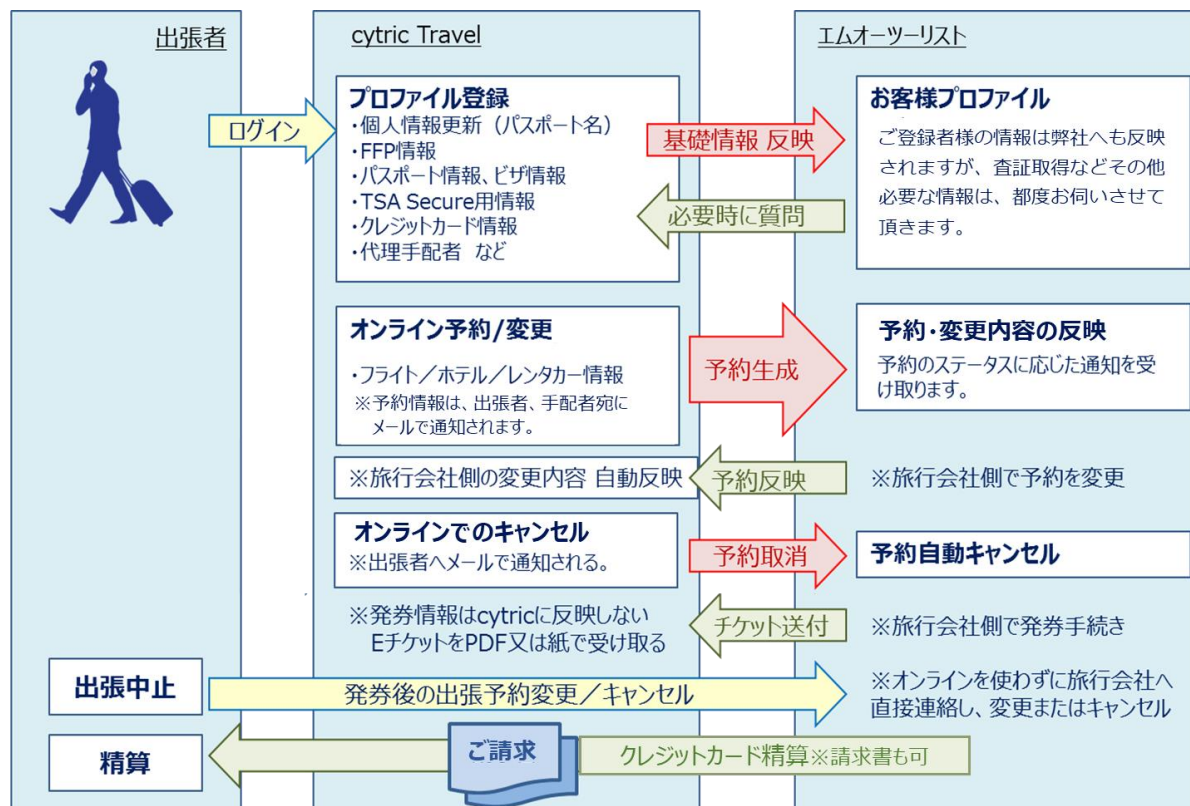 出張者
cytric Travel
エムオーツーリスト
ログイン
プロファイル登録
・個人情報更新（パスポート名）
・FFP情報
・パスポート情報、ビザ情報
・TSA Secure用情報
・クレジットカード情報
・代理手配者 など
基礎情報 反映
必要時に質問
お客様プロファイル
ご登録者様の情報は弊社へも反映
されますが、査証取得などその他
必要な情報は、都度お伺いさせて
頂きます。
オンライン予約/変更
・フライト／ホテル／レンタカー情報
※予約情報は、出張者、手配者宛に
メールで通知されます。
予約生成
予約・変更内容の反映
予約のステータスに応じた通知を受
け取ります。
※旅行会社側の変更内容 自動反映
予約反映
※旅行会社側で予約を変更
オンラインでのキャンセル
※出張者へメールで通知される。
予約取消
予約自動キャンセル
※発券情報はcytricに反映しない
EチケットをPDF又は紙で受け取る
チケット送付
※旅行会社側で発券手続き
出張中止
発券後の出張予約変更／キャンセル
※オンラインを使わずに旅行会社へ
直接連絡し、変更またはキャンセル
精算
ご請求
クレジットカード精算※請求書も可